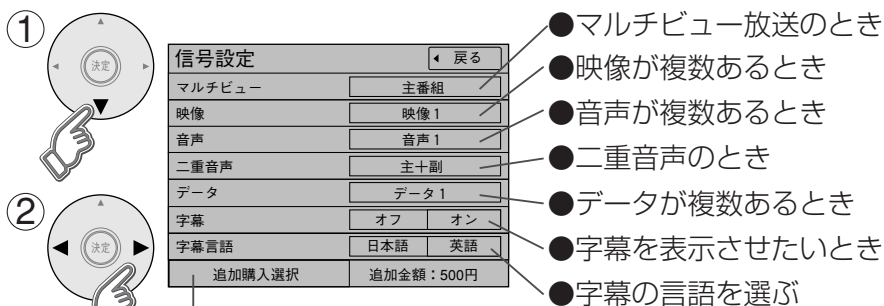 ①
決定
信号設定
◀ 戻る
マルチビュー 主番組
映像 映像1
音声 音声1
二重音声 主＋副
データ データ1
字幕 オフ オン
字幕言語 日本語 英語
追加購入選択 追加金額：500円
●マルチビュー放送のとき
●映像が複数あるとき
●音声が複数あるとき
●二重音声のとき
●データが複数あるとき
●字幕を表示させたいとき
●字幕の言語を選ぶ
②
決定